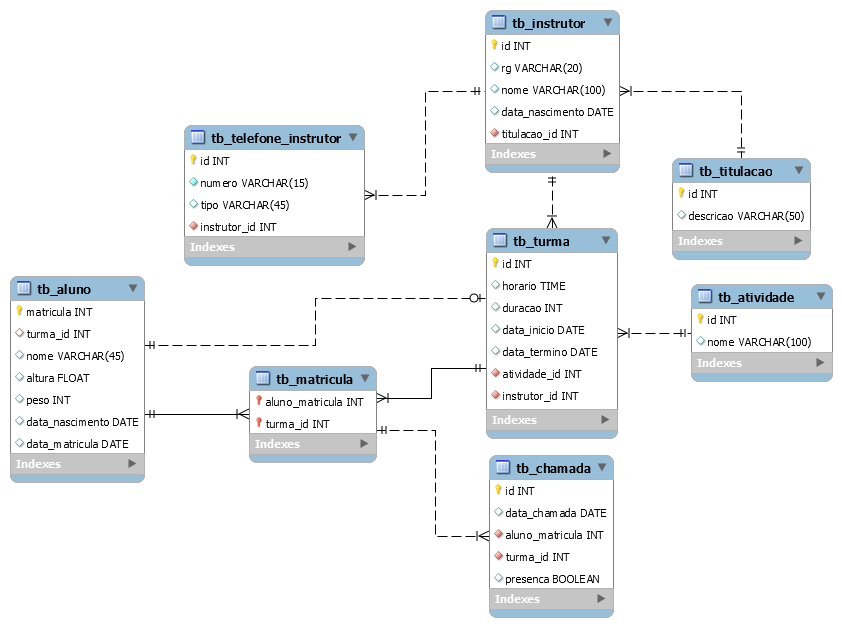 tb_instrutor
id INT
rg VARCHAR(20)
nome VARCHAR(100)
data_nascimento DATE
titulacao_id INT
Indexes
tb_telefone_instrutor
id INT
numero VARCHAR(15)
tipo VARCHAR(45)
instrutor_id INT
Indexes
tb_titulacao
id INT
descricao VARCHAR(50)
Indexes
tb_turma
id INT
horario TIME
duracao INT
data_inicio DATE
data_termino DATE
atividade_id INT
instrutor_id INT
Indexes
tb_aluno
matricula INT
turma_id INT
nome VARCHAR(45)
altura FLOAT
peso INT
data_nascimento DATE
data_matricula DATE
Indexes
tb_atividade
id INT
nome VARCHAR(100)
Indexes
tb_matricula
aluno_matricula INT
turma_id INT
Indexes
tb_chamada
id INT
data_chamada DATE
aluno_matricula INT
turma_id INT
presenca BOOLEAN
Indexes